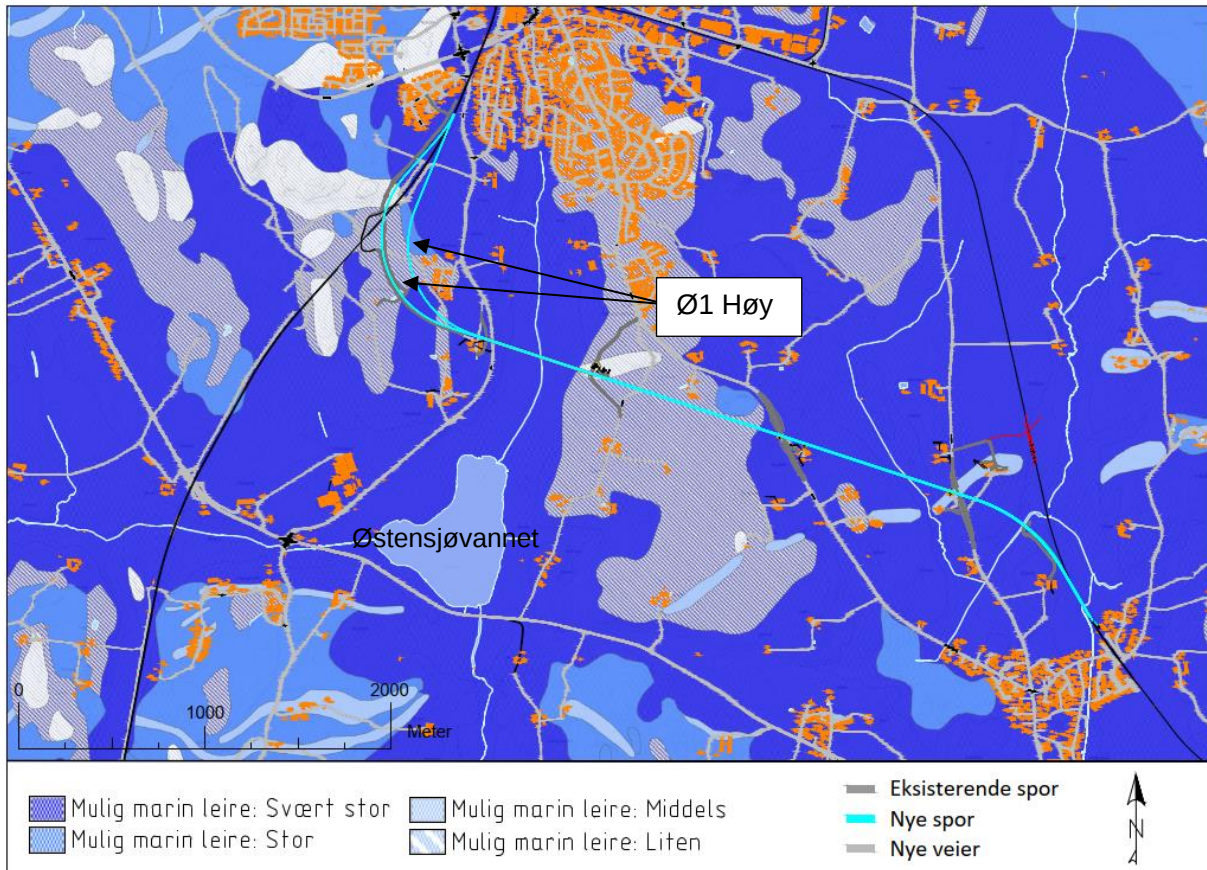 Ø1 Høy
Østensjøvannet
0
2000
1000
Meter
Mulig marin leire: Svært stor
Mulig marin leire: Stor
Mulig marin leire: Middels
Mulig marin leire: Liten
Eksisterende spor
Nye spor
Nye veier
N